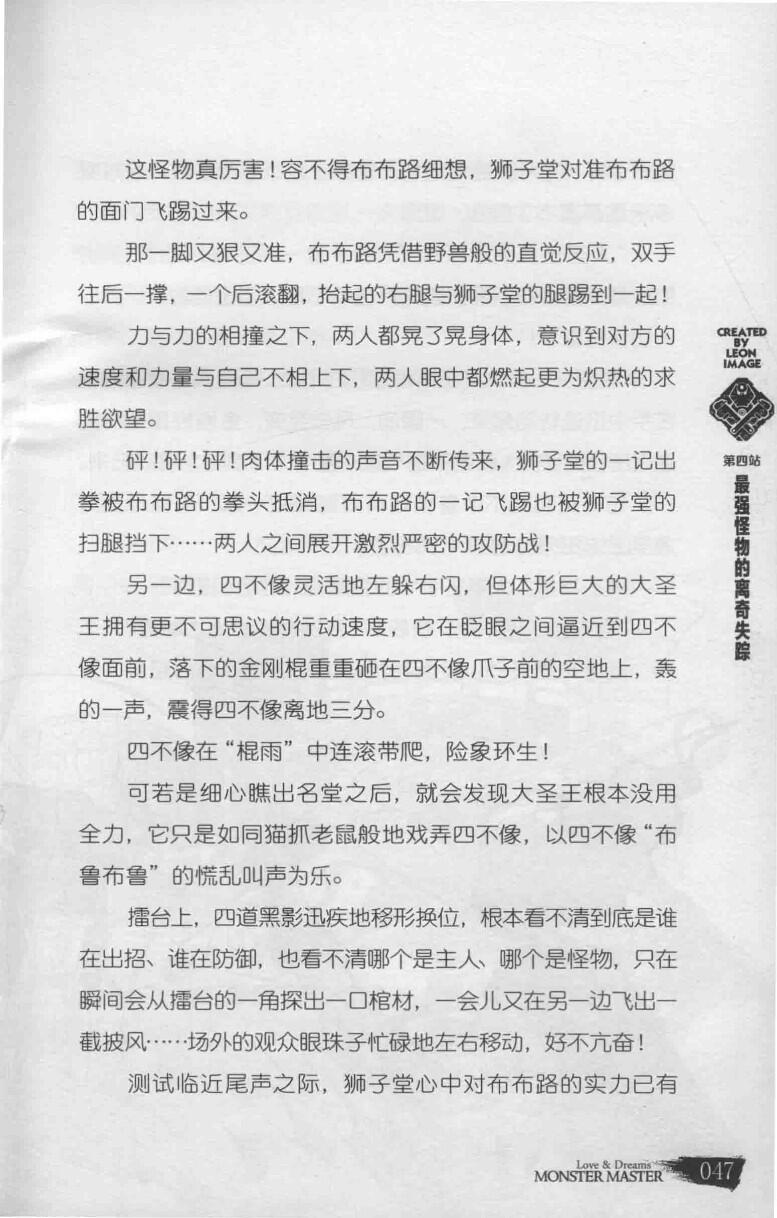 这怪物真厉害！容不得布布路细想，狮子堂对准布布路
的面门飞踢过来。
那一脚又狠又准，布布路凭借野兽般的直觉反应，双手
往后一撑，一个后滚翻，抬起的右腿与狮子堂的腿踢到一起！
力与力的相撞之下，两人都晃了晃身体，意识到对方的
速度和力量与自己不相上下，两人眼中都燃起更为炽热的求
胜欲望。
砰！砰！砰！肉体撞击的声音不断传来，狮子堂的一记出
拳被布布路的拳头抵消，布布路的一记飞踢也被狮子堂的
扫腿挡下……两人之间展开激烈严密的攻防战！
另一边，四不像灵活地左躲右闪，但体形巨大的大圣
王拥有更不可思议的行动速度，它在眨眼之间逼近到四不
像面前，落下的金刚棍重重砸在四不像爪子前的空地上，轰
的一声，震得四不像离地三分。
四不像在“棍雨”中连滚带爬，险象环生！
可若是细心瞧出名堂之后，就会发现大圣王根本没用
全力，它只是如同猫抓老鼠般地戏弄四不像，以四不像“布
鲁布鲁”的慌乱叫声为乐。
擂台上，四道黑影迅疾地移形换位，根本看不清到底是谁
在出招、谁在防御，也看不清哪个是主人、哪个是怪物，只在
瞬间会从擂台的一角探出一口棺材，一会儿又在另一边飞出一
截披风……场外的观众眼珠子忙碌地左右移动，好不亢奋！
测试临近尾声之际，狮子堂心中对布布路的实力已有
CREATED
BY
LEON
IMAGE
第四站
最强怪物的离奇失踪
Love & Dreams
MONSTER MASTER
047